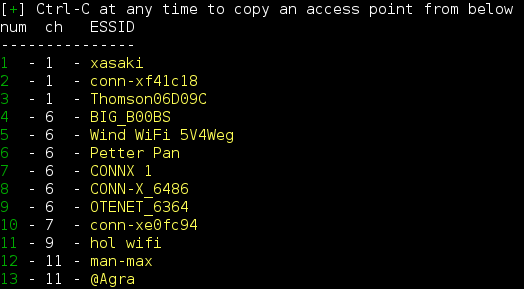 [+] Ctrl-C at any time to copy an access point from below
num ch ESSID
---------------
1 - 1 - xasaki
2 - 1 - conn-xf41c18
3 - 1 - Thomson06D09C
4 - 6 - BIG_B00BS
5 - 6 - Wind WiFi 5V4Weg
6 - 6 - Petter Pan
7 - 6 - CONNX 1
8 - 6 - CONN-X_6486
9 - 6 - OTENET_6364
10 - 7 - conn-xe0fc94
11 - 9 - hol wifi
12 - 11 - man-max
13 - 11 - @Agra